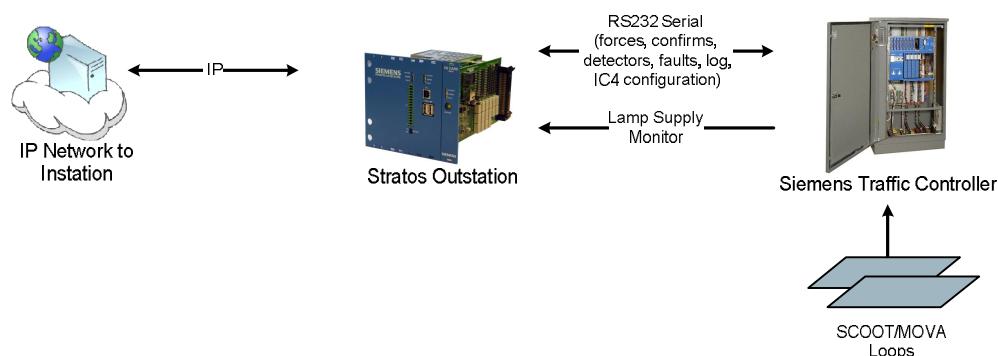 IP Network to
Instation
IP
SIEMENS
Stratos Outstation
RS232 Serial
(forces, confirms,
detectors, faults, log,
IC4 configuration)
Lamp Supply
Monitor
Siemens Traffic Controller
SCOOT/MOVA
Loops